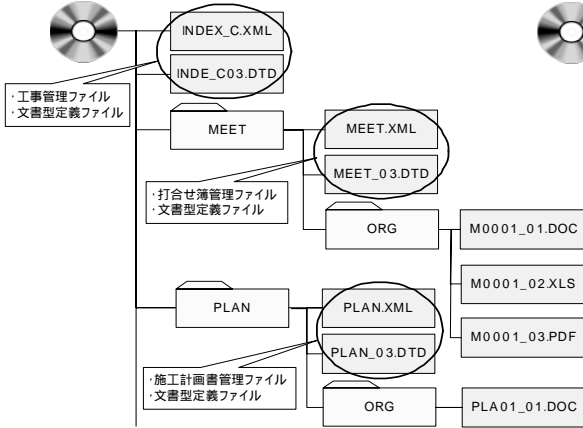 INDEX_C.XML
INDE_C03.DTD
・工事管理ファイル
・文書型定義ファイル
MEET
MEET.XML
MEET_03.DTD
・打合せ簿管理ファイル
・文書型定義ファイル
ORG
M0001_01.DOC
M0001_02.XLS
M0001_03.PDF
PLAN
PLAN.XML
PLAN_03.DTD
・施工計画書管理ファイル
・文書型定義ファイル
ORG
PLA01_01.DOC